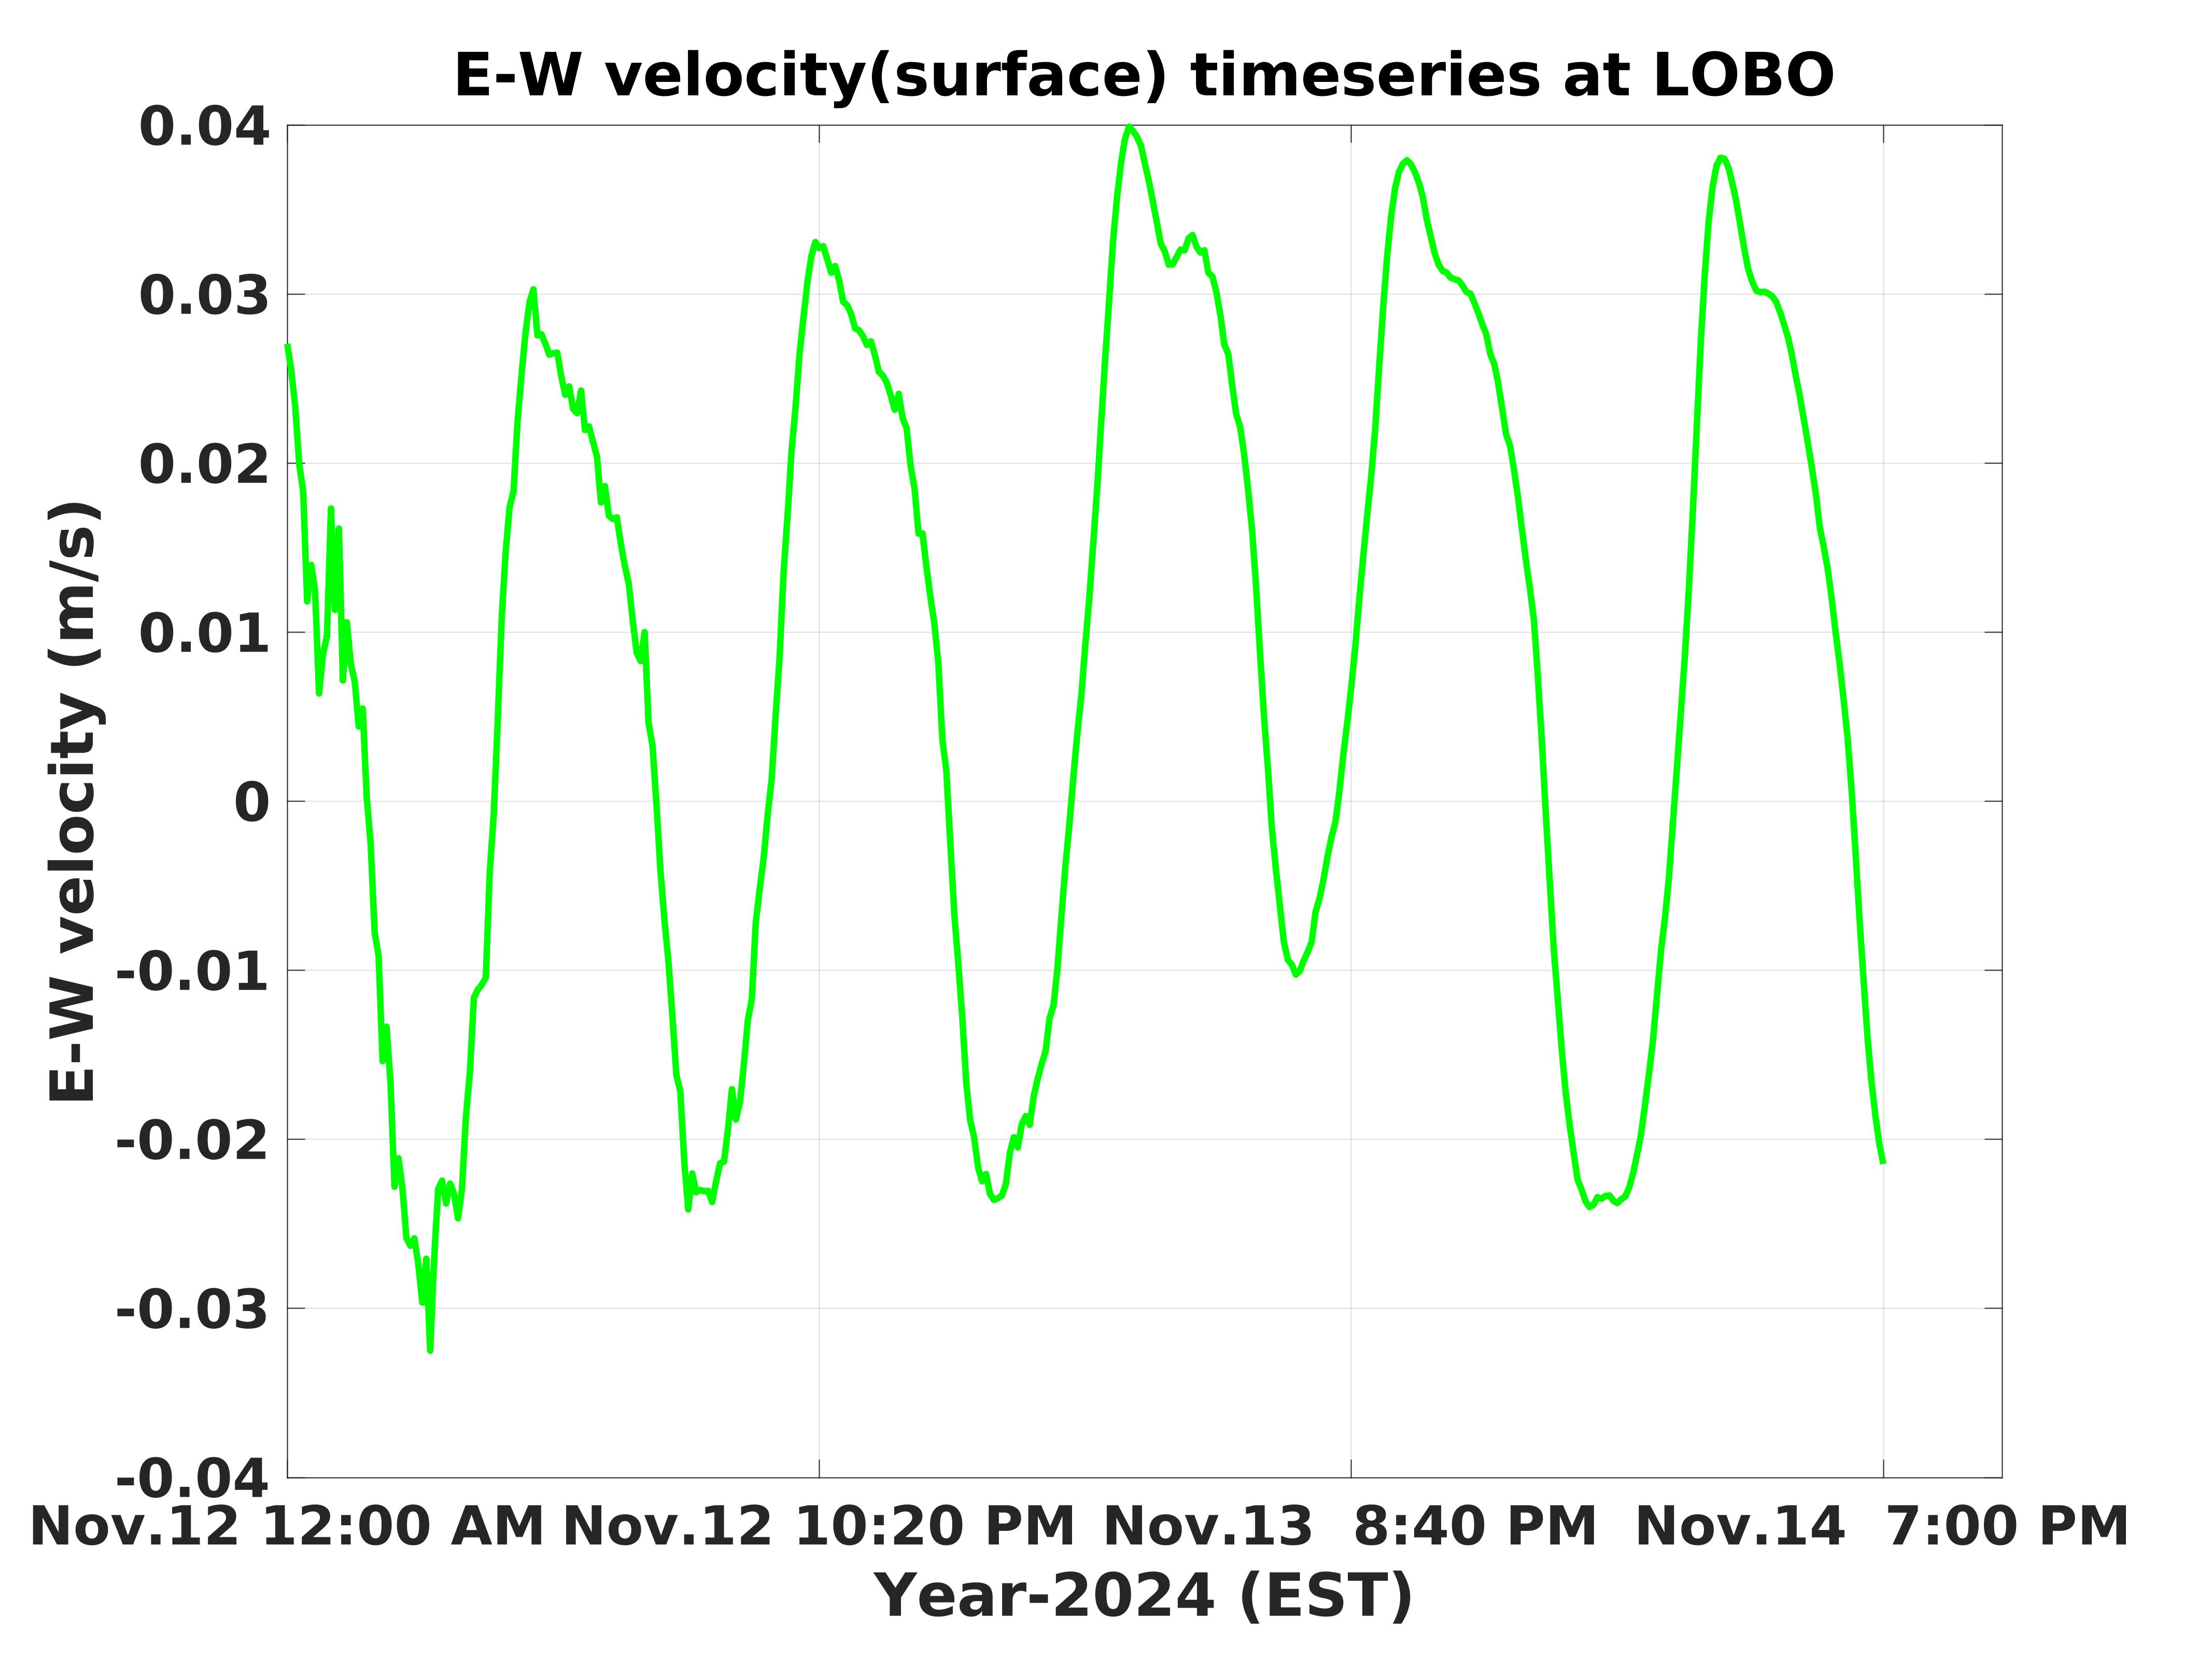 E-W velocity(surface) timeseries at LOBO
0.04
0.03
0.02
0.01
0
-0.01
-0.02
-0.03
-0.04
E-W velocity (m/s)
Nov.12 12:00 AM Nov.12 10:20 PM Nov.13 8:40 PM Nov.14 7:00 PM
Year-2024 (EST)